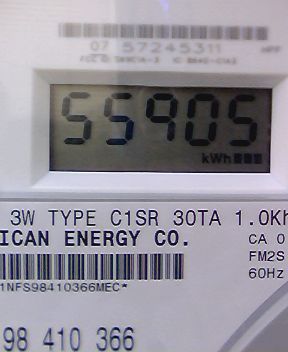 07 57245311
55905
kWh
3W TYPE C1SR 30TA 1.0Kh
ICAN ENERGY CO.
CA 0
FM2S
60Hz
1NFS98410366MEC*
98 410 366